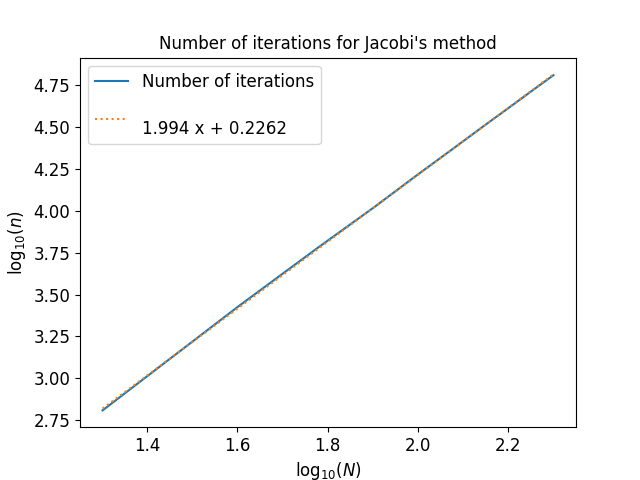 Number of iterations for Jacobi's method
Number of iterations
1.994 x + 0.2262
4.75
4.50
4.25
4.00
3.75
3.50
3.25
3.00
2.75
log₁₀(n)
1.4 1.6 1.8 2.0 2.2
log₁₀(N)